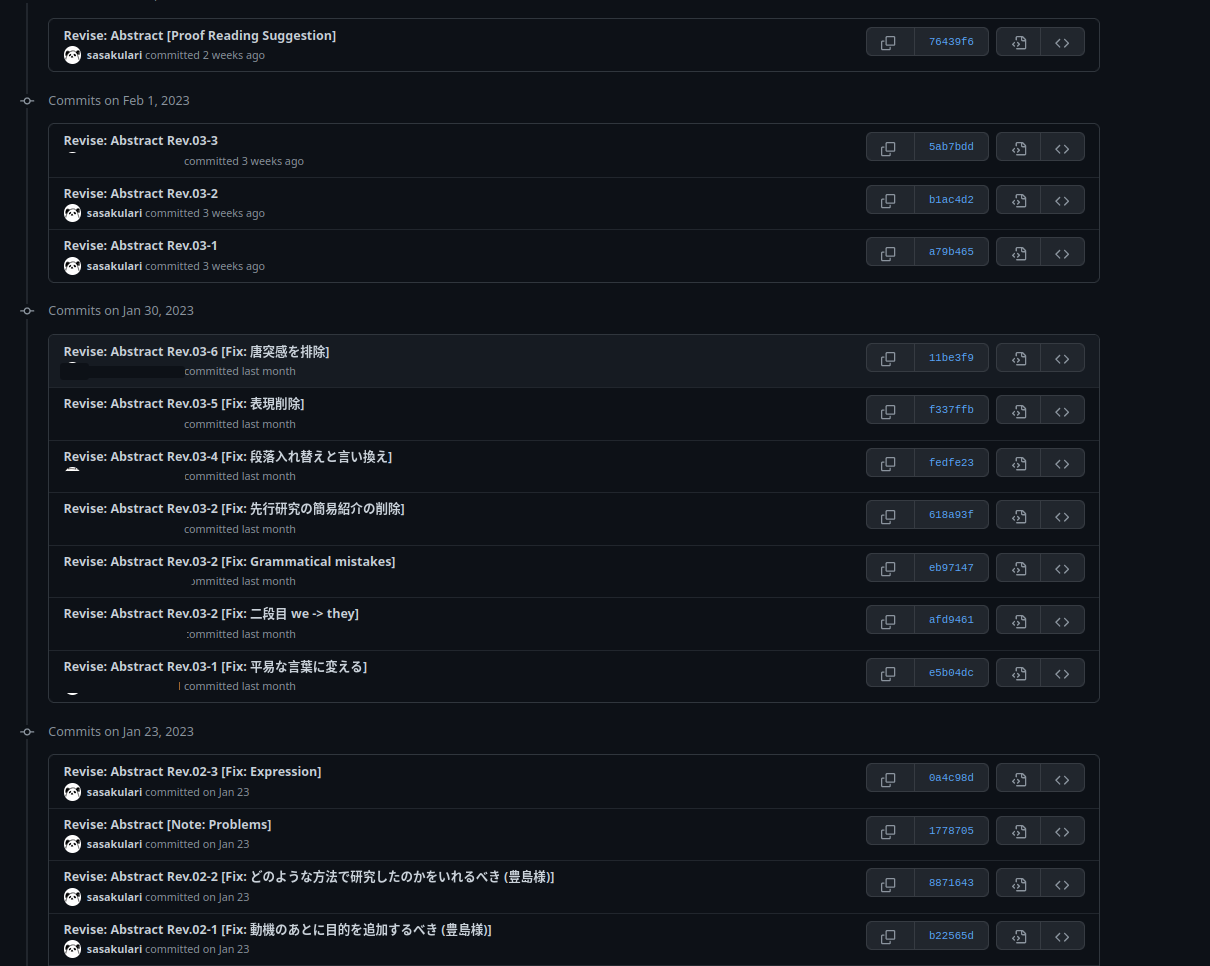 Revise: Abstract [Proof Reading Suggestion]
76439f6
sasakulari committed 2 weeks ago
Commits on Feb 1, 2023
Revise: Abstract Rev.03-3
5ab7bdd
committed 3 weeks ago
Revise: Abstract Rev.03-2
b1ac4d2
sasakulari committed 3 weeks ago
Revise: Abstract Rev.03-1
a79b465
sasakulari committed 3 weeks ago
Commits on Jan 30, 2023
Revise: Abstract Rev.03-6 [Fix: 唐突感を排除]
11be3f9
committed last month
Revise: Abstract Rev.03-5 [Fix: 表現削除]
f337ffb
committed last month
Revise: Abstract Rev.03-4 [Fix: 段落入れ替えと言い換え]
fedfe23
committed last month
Revise: Abstract Rev.03-2 [Fix: 先行研究の簡易紹介の削除]
618a93f
committed last month
Revise: Abstract Rev.03-2 [Fix: Grammatical mistakes]
eb97147
ommitted last month
Revise: Abstract Rev.03-2 [Fix: 二段目 we -> they]
afd9461
committed last month
Revise: Abstract Rev.03-1 [Fix: 平易な言葉に変える]
e5b04dc
committed last month
Commits on Jan 23, 2023
Revise: Abstract Rev.02-3 [Fix: Expression]
0a4c98d
sasakulari committed on Jan 23
Revise: Abstract [Note: Problems]
1778705
sasakulari committed on Jan 23
Revise: Abstract Rev.02-2 [Fix: どのような方法で研究したのかをいれるべき (豊島様)]
8871643
sasakulari committed on Jan 23
Revise: Abstract Rev.02-1 [Fix: 動機のあとに目的を追加するべき (豊島様)]
b22565d
sasakulari committed on Jan 23